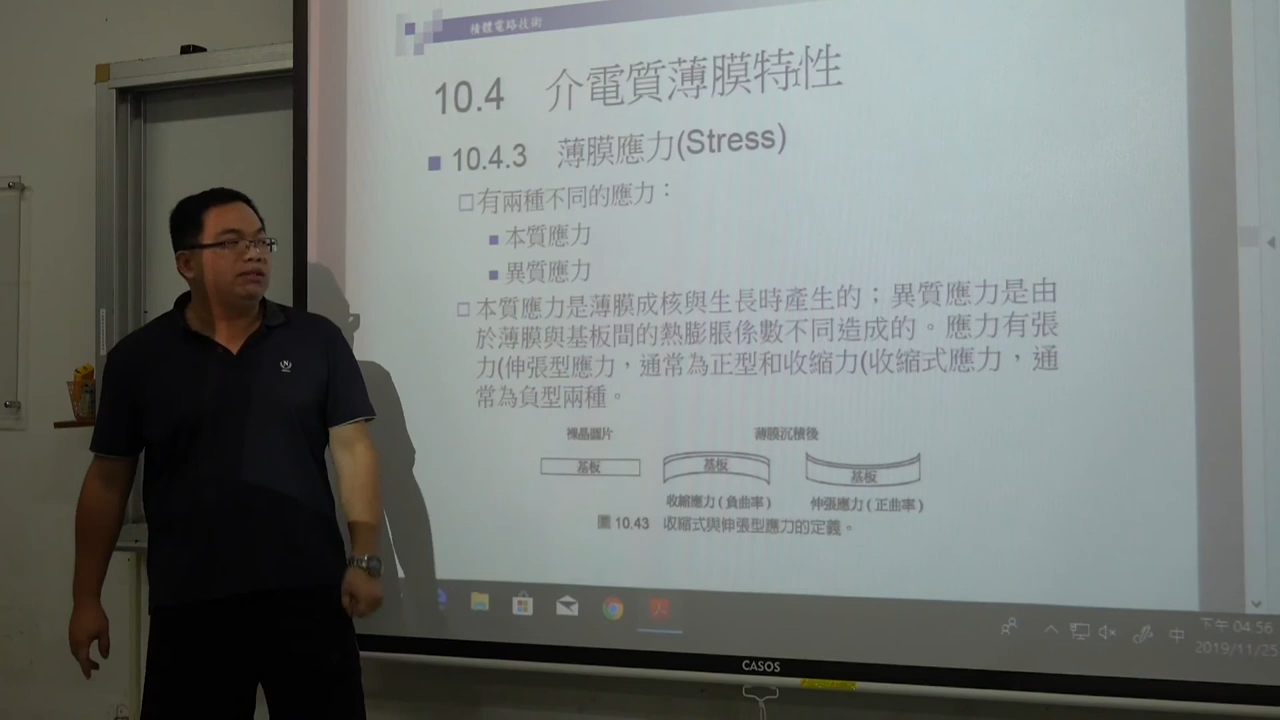 積體電路技術
10.4 介電質薄膜特性
10.4.3 薄膜應力(Stress)
有兩種不同的應力：
本質應力
異質應力
本質應力是薄膜成核與生長時產生的；異質應力是由
於薄膜與基板間的熱膨脹係數不同造成的。應力有張
力(伸張型應力，通常為正型和收縮力(收縮式應力，通
常為負型兩種。
裸晶圓片 薄膜沉積後
基板 基板 基板
收縮應力(負曲率) 伸張應力(正曲率)
圖 10.43 收縮式與伸張型應力的定義。
中 下午 04:56
2019/11/25
CASOS